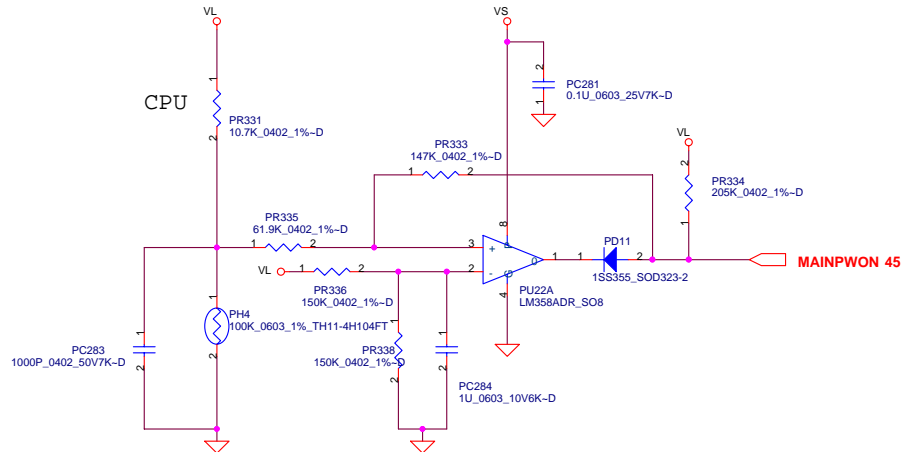 VL
VS
CPU
1
2
PR331
10.7K_0402_1%~D
2
1
PC281
0.1U_0603_25V7K~D
PR333
147K_0402_1%~D
1
2
VL
2
1
PR334
205K_0402_1%~D
PR335
61.9K_0402_1%~D
1
2
3
+
8
P
O
1
1
PD11
2
1SS355_SOD323-2
MAINPWON 45
VL
1
2
2
-
G
4
PU22A
LM358ADR_SO8
PR336
150K_0402_1%~D
1
2
PH4
100K_0603_1%_TH11-4H104FT
1
2
PC283
1000P_0402_50V7K~D
1
2
PR338
150K_0402_1%~D
1
2
PC284
1U_0603_10V6K~D